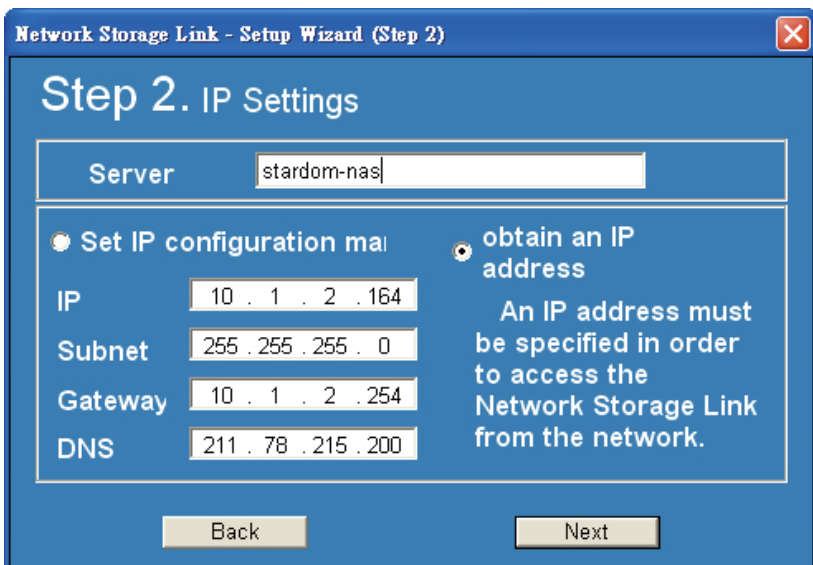 Network Storage Link - Setup Wizard (Step 2)
Step 2. IP Settings
Server stardom-nas
Set IP configuration mai
IP 10 . 1 . 2 . 164
Subnet 255 . 255 . 255 . 0
Gateway 10 . 1 . 2 . 254
DNS 211 . 78 . 215 . 200
obtain an IP
address
An IP address must
be specified in order
to access the
Network Storage Link
from the network.
Back
Next